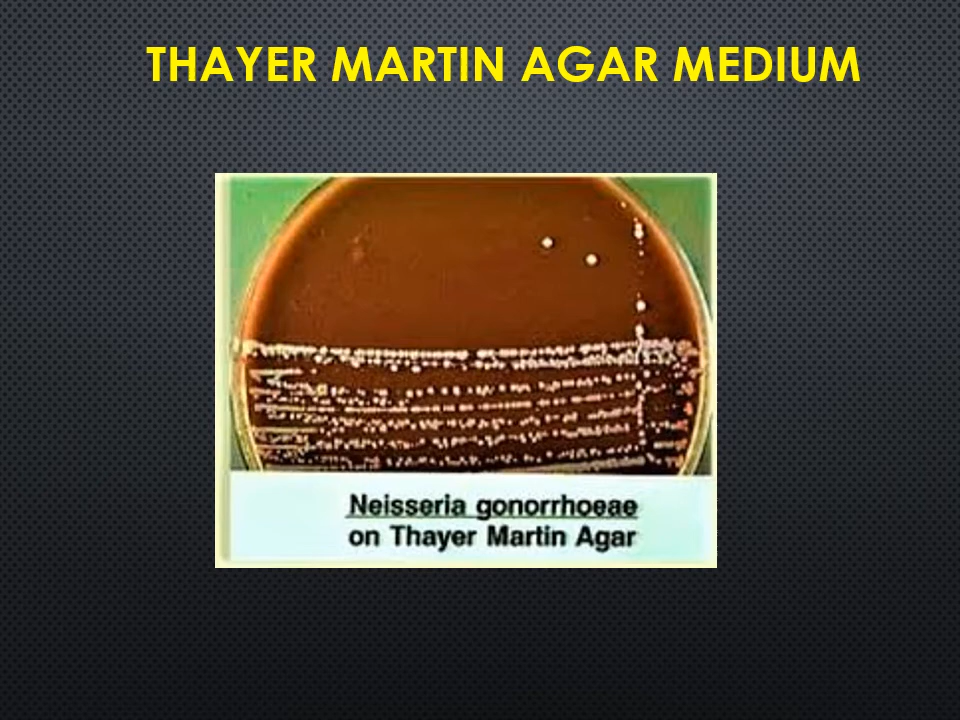 THAYER MARTIN AGAR MEDIUM
Neisseria gonorrhoeae
on Thayer Martin Agar